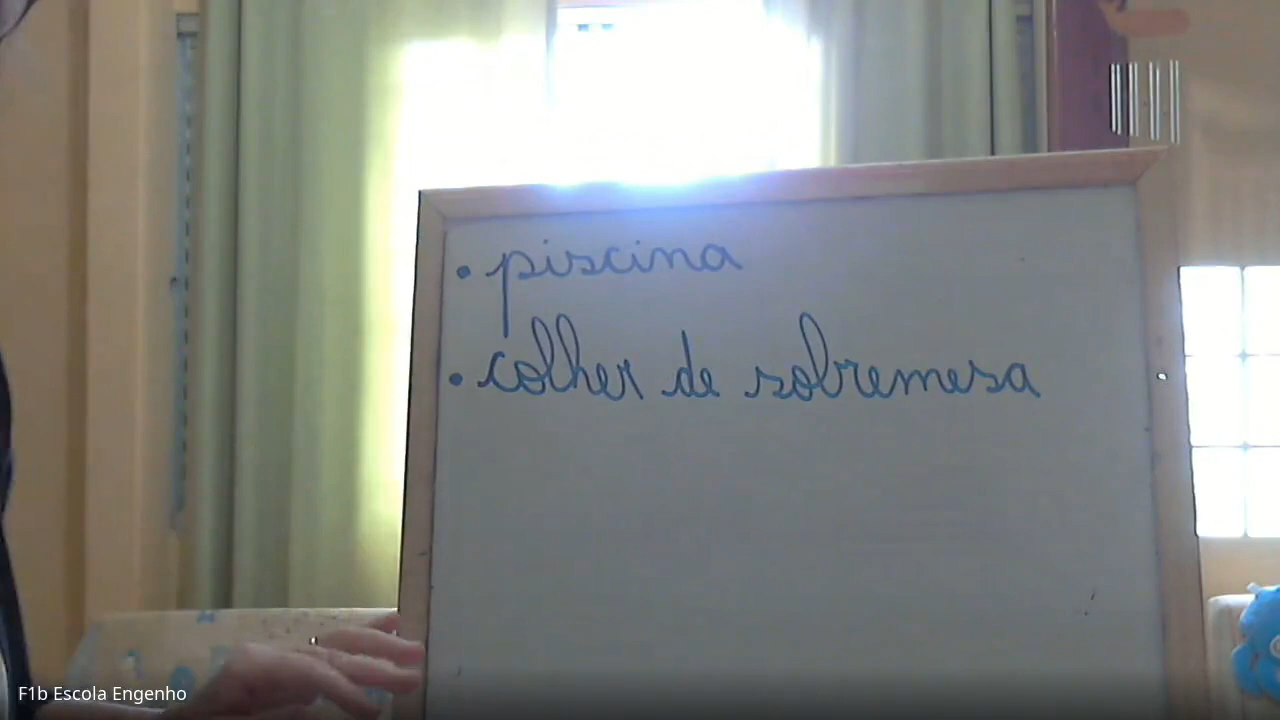 • piscina
• colher de sobremesa
F1b Escola Engenho